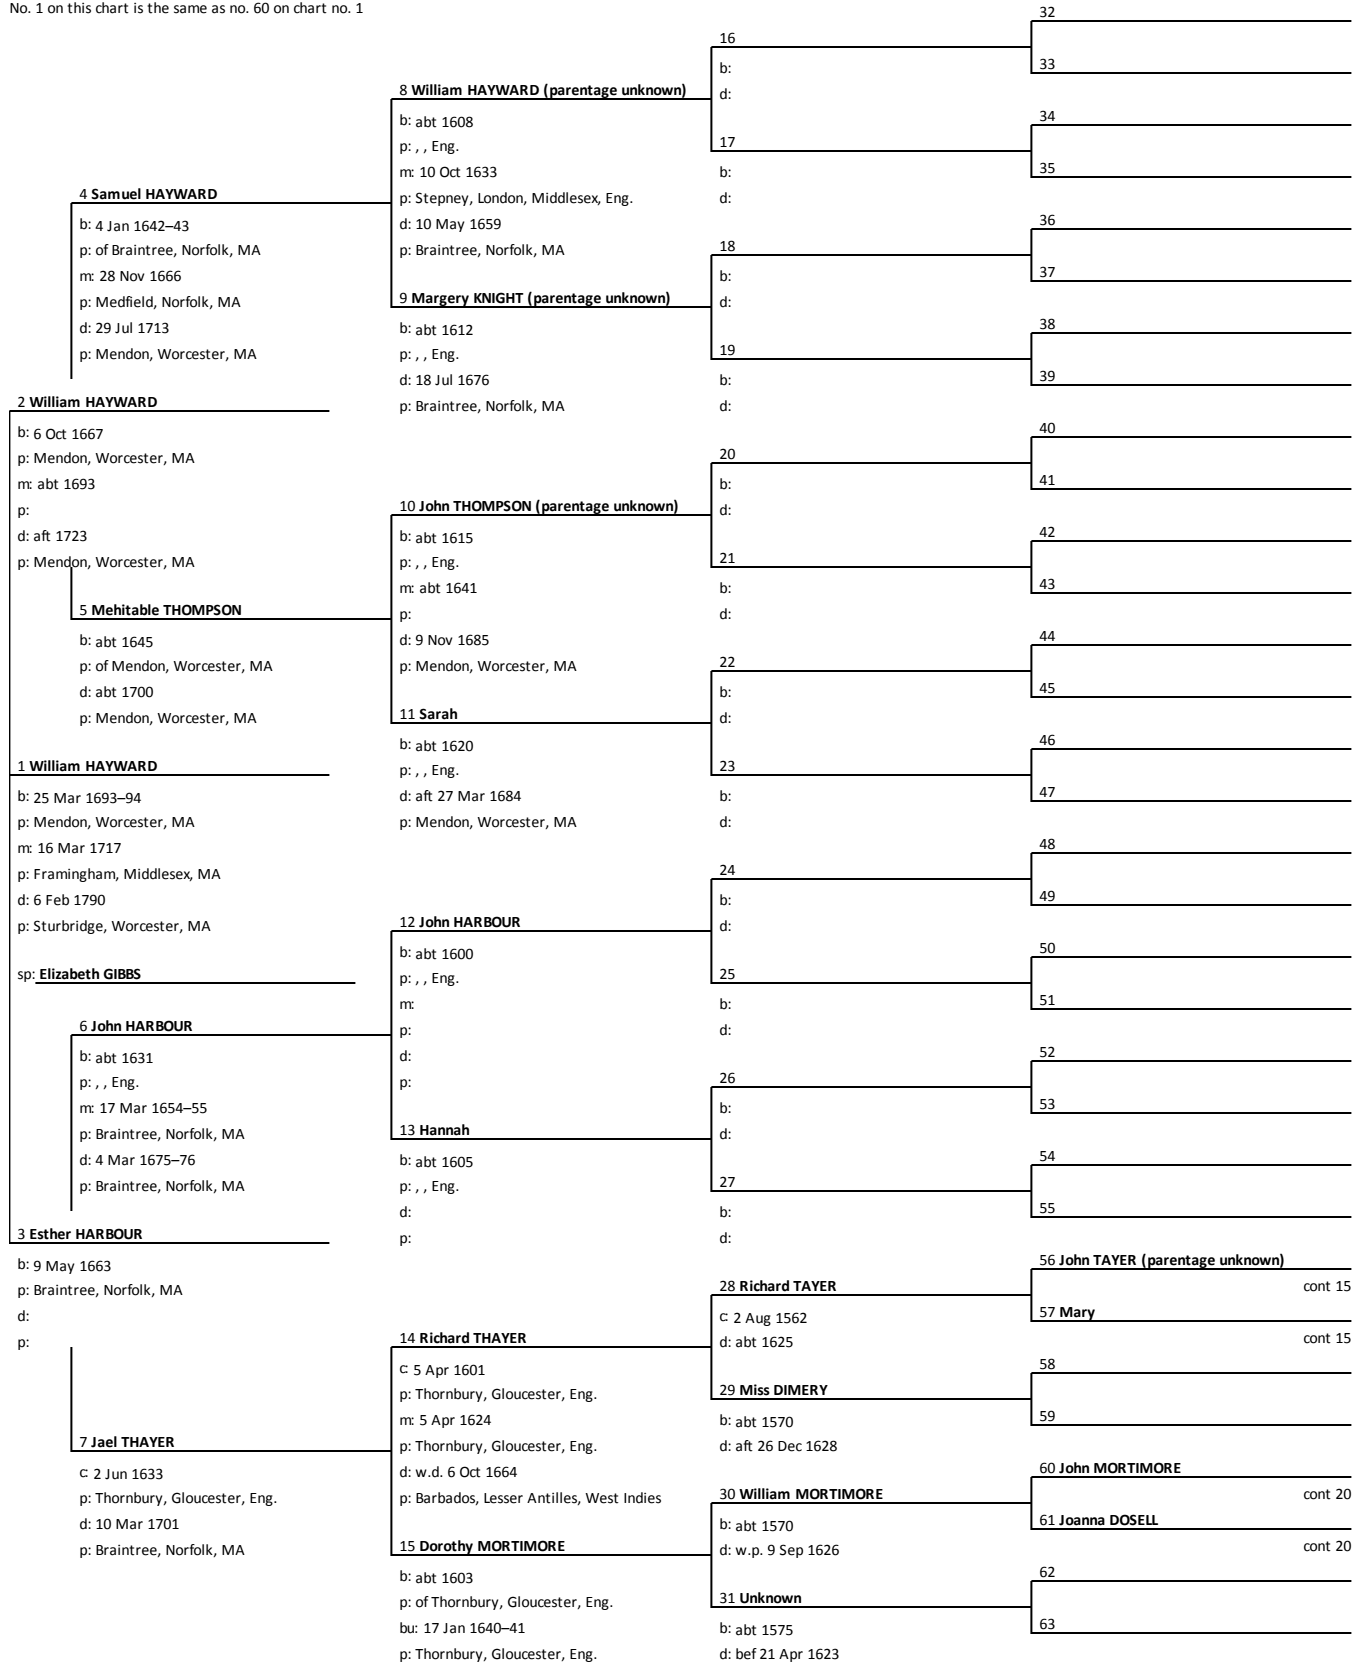 No. 1 on this chart is the same as no. 60 on chart no. 1
2 William HAYWARD
b: 6 Oct 1667
p: Mendon, Worcester, MA
m: abt 1693
p:
d: aft 1723
p: Mendon, Worcester, MA
1 William HAYWARD
b: 25 Mar 1693–94
p: Mendon, Worcester, MA
m: 16 Mar 1717
p: Framingham, Middlesex, MA
d: 6 Feb 1790
p: Sturbridge, Worcester, MA
sp: Elizabeth GIBBS
3 Esther HARBOUR
b: 9 May 1663
p: Braintree, Norfolk, MA
d:
p:
4 Samuel HAYWARD
b: 4 Jan 1642–43
p: of Braintree, Norfolk, MA
m: 28 Nov 1666
p: Medfield, Norfolk, MA
d: 29 Jul 1713
p: Mendon, Worcester, MA
5 Mehitable THOMPSON
b: abt 1645
p: of Mendon, Worcester, MA
d: abt 1700
p: Mendon, Worcester, MA
6 John HARBOUR
b: abt 1631
p: , , Eng.
m: 17 Mar 1654–55
p: Braintree, Norfolk, MA
d: 4 Mar 1675–76
p: Braintree, Norfolk, MA
7 Jael THAYER
c: 2 Jun 1633
p: Thornbury, Gloucester, Eng.
d: 10 Mar 1701
p: Braintree, Norfolk, MA
8 William HAYWARD (parentage unknown)
b: abt 1608
p: , , Eng.
m: 10 Oct 1633
p: Stepney, London, Middlesex, Eng.
d: 10 May 1659
p: Braintree, Norfolk, MA
9 Margery KNIGHT (parentage unknown)
b: abt 1612
p: , , Eng.
d: 18 Jul 1676
p: Braintree, Norfolk, MA
10 John THOMPSON (parentage unknown)
b: abt 1615
p: , , Eng.
m: abt 1641
p:
d: 9 Nov 1685
p: Mendon, Worcester, MA
11 Sarah
b: abt 1620
p: , , Eng.
d: aft 27 Mar 1684
p: Mendon, Worcester, MA
12 John HARBOUR
b: abt 1600
p: , , Eng.
m:
p:
d:
p:
13 Hannah
b: abt 1605
p: , , Eng.
d:
p:
14 Richard THAYER
c: 5 Apr 1601
p: Thornbury, Gloucester, Eng.
m: 5 Apr 1624
p: Thornbury, Gloucester, Eng.
d: w.d. 6 Oct 1664
p: Barbados, Lesser Antilles, West Indies
15 Dorothy MORTIMORE
b: abt 1603
p: of Thornbury, Gloucester, Eng.
bu: 17 Jan 1640–41
p: Thornbury, Gloucester, Eng.
16
b:
d:
17
b:
d:
18
b:
d:
19
b:
d:
20
b:
d:
21
b:
d:
22
b:
d:
23
b:
d:
24
b:
d:
25
b:
d:
26
b:
d:
27
b:
d:
28 Richard TAYER
c: 2 Aug 1562
d: abt 1625
29 Miss DIMERY
b: abt 1570
d: aft 26 Dec 1628
30 William MORTIMORE
b: abt 1570
d: w.p. 9 Sep 1626
31 Unknown
b: abt 1575
d: bef 21 Apr 1623
32
33
34
35
36
37
38
39
40
41
42
43
44
45
46
47
48
49
50
51
52
53
54
55
56 John TAYER (parentage unknown)
cont 15
57 Mary
cont 15
58
59
60 John MORTIMORE
cont 20
61 Joanna DOSELL
cont 20
62
63